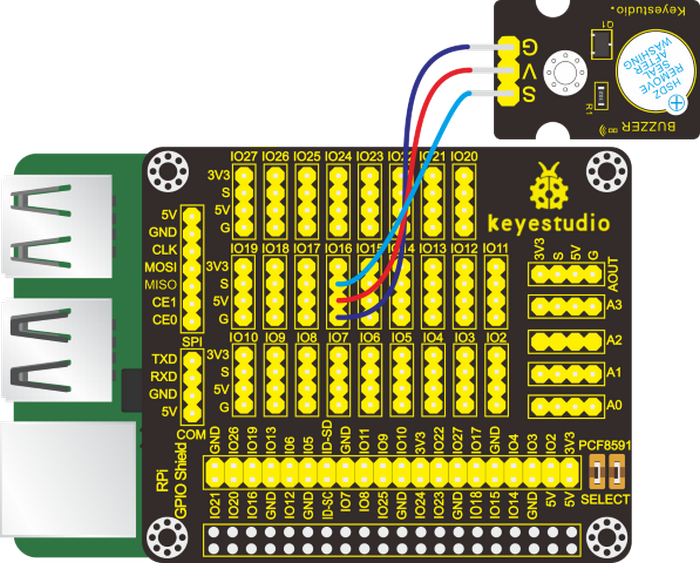 Keyestudio.
Q1
G
V
S
HSDZ
REMOVE
SEAL
AFTER
WASHING
R1
BUZZER
IO27 IO26 IO25 IO24 IO23 IO22 IO21 IO20
3V3
S
5V
G
keyestudio
5V
GND
CLK
MOSI
MISO
CE1
CE0
SPI
IO19 IO18 IO17 IO16 IO15 IO14 IO13 IO12 IO11
3V3
S
5V
G
3V3 S 5V G
AOUT
A3
A2
A1
A0
TXD
RXD
GND
5V
COM
IO10 IO9 IO8 IO7 IO6 IO5 IO4 IO3 IO2
3V3
S
5V
G
RPi
GPIO Shield
GND IO26 IO19 IO13 IO6 IO5 ID-SD GND IO11 IO9 IO10 3V3 IO22 IO27 IO17 GND IO4 IO3 IO2 3V3
IO21 IO20 IO16 GND IO12 GND ID-SC IO7 IO8 IO25 GND IO24 IO23 GND IO18 IO15 IO14 GND 5V 5V
PCF8591
SELECT